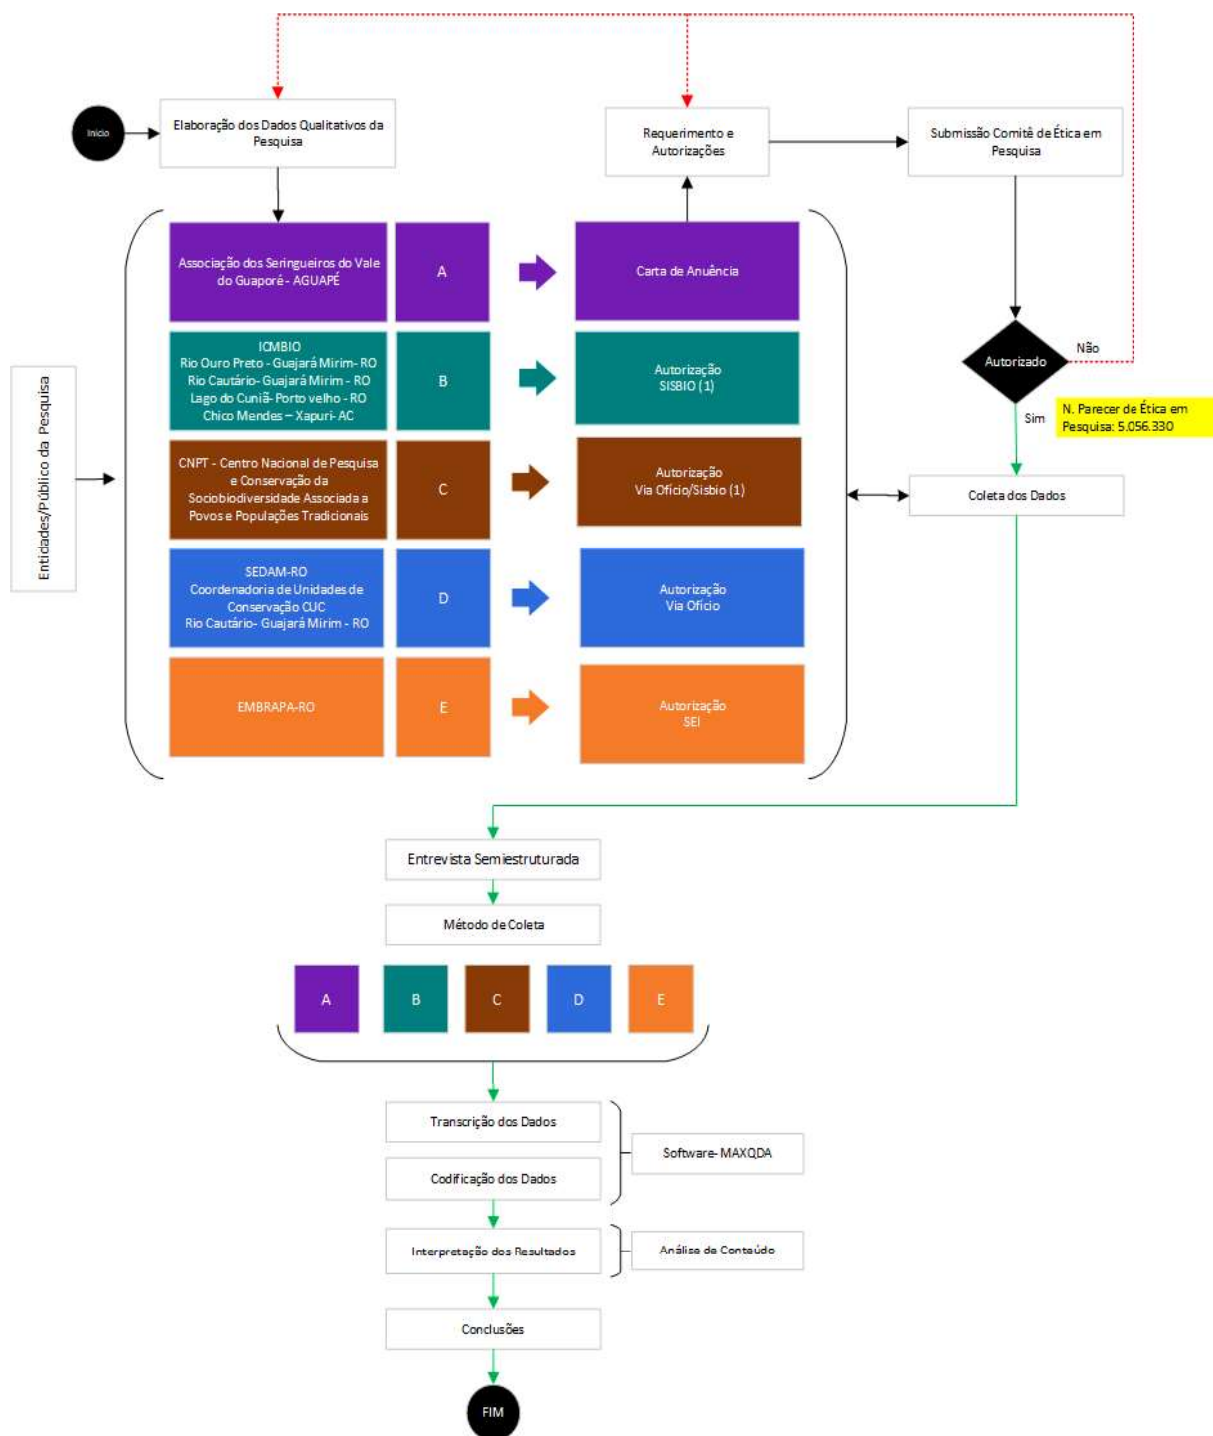 Início
Elaboração dos Dados Qualitativos da
Pesquisa
Requerimento e
Autorizações
Submissão Comitê de Ética em
Pesquisa
Associação dos Seringueiros do Vale
do Guaporé - AGUAPÉ
A
Carta de Anuência
ICMBIO
Rio Ouro Preto - Guajará Mirim- RO
Rio Cautário- Guajará Mirim - RO
Lago do Cuniã- Porto velho - RO
Chico Mendes – Xapuri- AC
B
Autorização
SISBIO (1)
Autorizado
Não
Sim
N. Parecer de Ética em
Pesquisa: 5.056.330
Entidades/Público da Pesquisa
CNPT - Centro Nacional de Pesquisa
e Conservação da
Sociobiodiversidade Associada a
Povos e Populações Tradicionais
C
Autorização
Via Ofício/Sisbio (1)
Coleta dos Dados
SEDAM-RO
Coordenadoria de Unidades de
Conservação CUC
Rio Cautário- Guajará Mirim - RO
D
Autorização
Via Ofício
EMBRAPA-RO
E
Autorização
SEI
Entrevista Semiestruturada
Método de Coleta
A
B
C
D
E
Transcrição dos Dados
Software- MAXQDA
Codificação dos Dados
Interpretação dos Resultados
Análise de Conteúdo
Conclusões
FIM